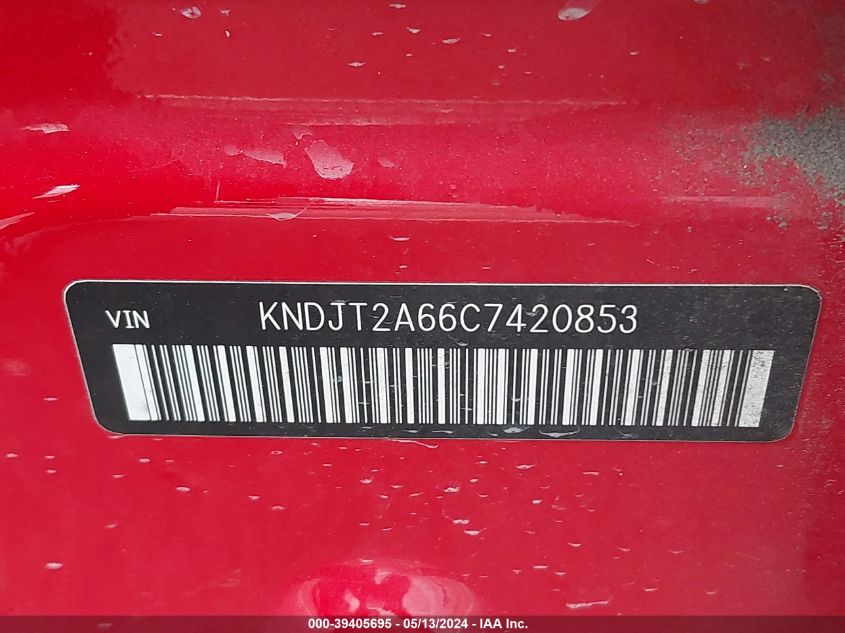 VIN KNDJT2A66C7420853
000-39405695 - 05/13/2024 - IAA Inc.